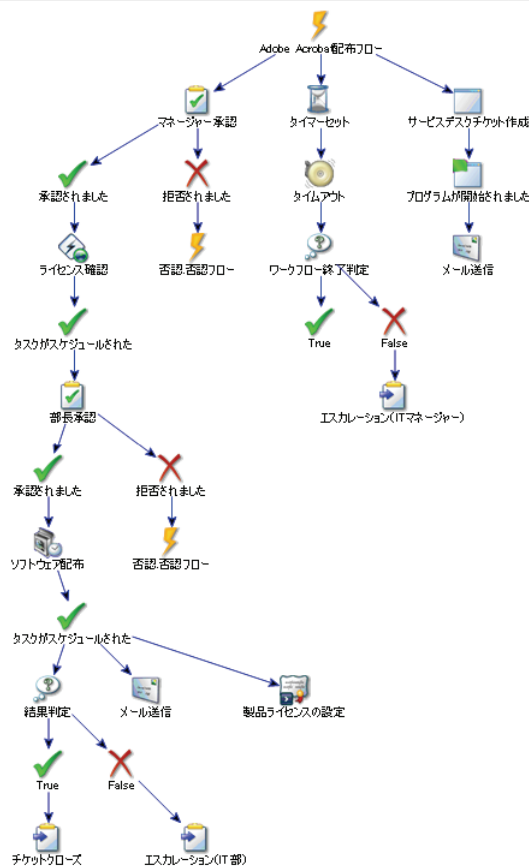 Adobe Acrobat配布フロー
マネージャー承認
タイマーセット
サービスデスクチケット作成
承認されました
拒否されました
タイムアウト
プログラムが開始されました
ライセンス確認
否認.否認フロー
ワークフロー終了判定
メール送信
タスクがスケジュールされた
True
False
部長承認
エスカレーション(ITマネージャー)
承認されました
拒否されました
ソフトウェア配布
否認.否認フロー
タスクがスケジュールされた
結果判定
メール送信
製品ライセンスの設定
True
False
チケットクローズ
エスカレーション(IT部)